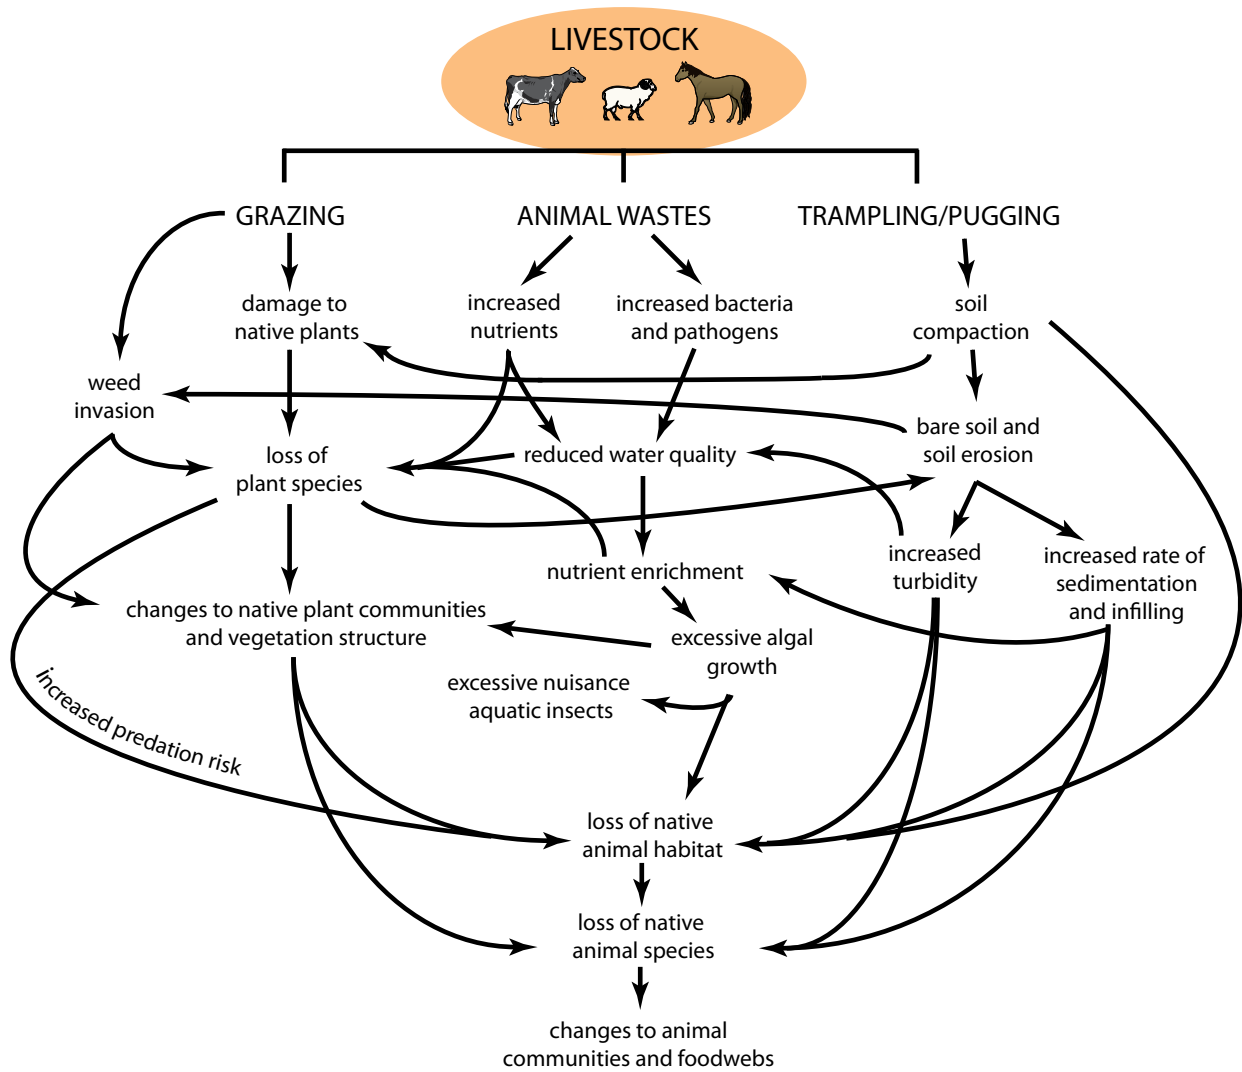 LIVESTOCK
GRAZING
ANIMAL WASTES
TRAMPLING/PUGGING
damage to
native plants
increased
nutrients
increased bacteria
and pathogens
soil
compaction
weed
invasion
bare soil and
soil erosion
loss of
plant species
reduced water quality
increased
turbidity
increased rate of
sedimentation
and infilling
nutrient enrichment
changes to native plant communities
and vegetation structure
excessive algal
growth
excessive nuisance
aquatic insects
increased predation risk
loss of native
animal habitat
loss of native
animal species
changes to animal
communities and foodwebs